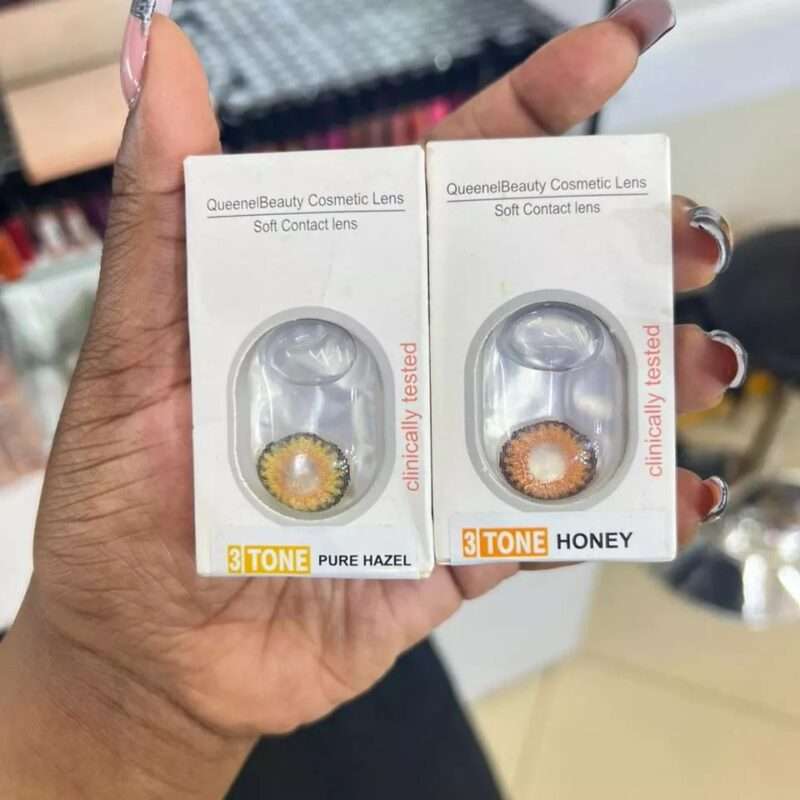 QueenelBeauty Cosmetic Lens
Soft Contact lens
clinically tested
3 TONE PURE HAZEL
QueenelBeauty Cosmetic Lens
Soft Contact lens
clinically tested
3 TONE HONEY